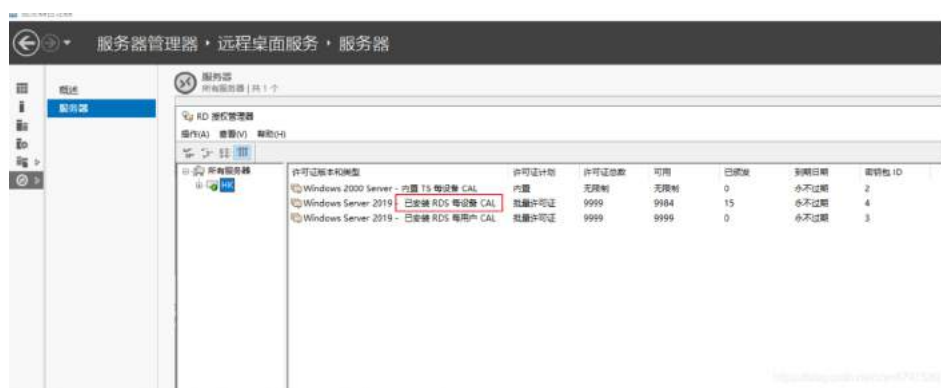 服务器管理器 · 远程桌面服务 · 服务器
概述
服务器
服务器
所有服务器 | 共 1 个
RD 授权管理器
操作(A) 查看(V) 帮助(H)
所有服务器
HK
许可证版本和类型 许可证计划 许可证总数 可用 已颁发 到期日期 密钥包 ID
Windows 2000 Server - 内置 TS 每设备 CAL 内置 无限制 无限制 0 永不过期 2
Windows Server 2019 - 已安装 RDS 每设备 CAL 批量许可证 9999 9984 15 永不过期 4
Windows Server 2019 - 已安装 RDS 每用户 CAL 批量许可证 9999 9999 0 永不过期 3